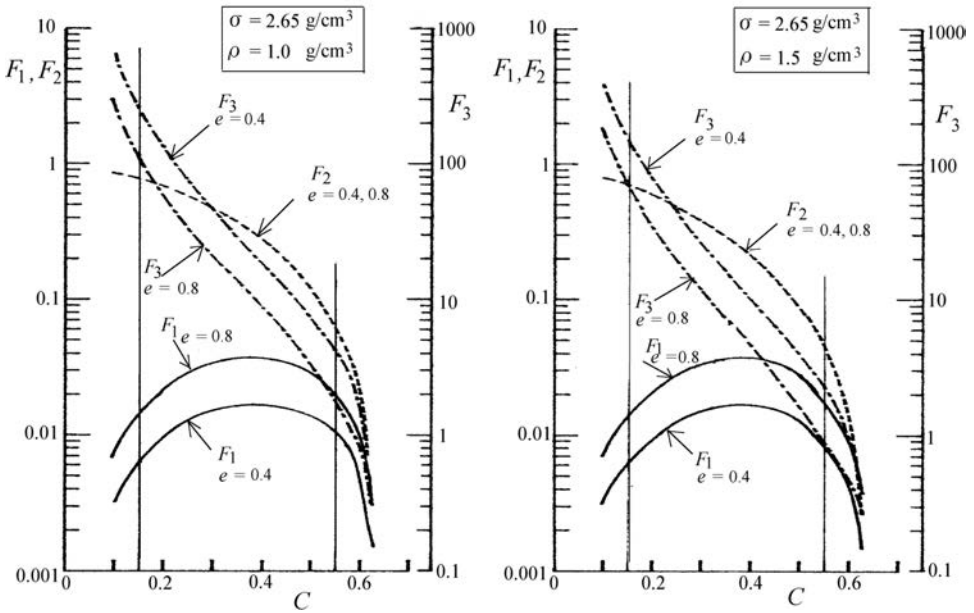 σ = 2.65 g/cm³
ρ = 1.0 g/cm³
F₁, F₂
10
1
0.1
0.01
0.001
1000
100
10
1
0.1
F₃
F₃
e = 0.4
F₂
e = 0.4, 0.8
F₃
e = 0.8
F₁
e = 0.8
F₁
e = 0.4
0
0.2
0.4
0.6
C
σ = 2.65 g/cm³
ρ = 1.5 g/cm³
F₁, F₂
10
1
0.1
0.01
0.001
1000
100
10
1
0.1
F₃
F₃
e = 0.4
F₂
e = 0.4, 0.8
F₃
e = 0.8
F₁
e = 0.8
F₁
e = 0.4
0
0.2
0.4
0.6
C